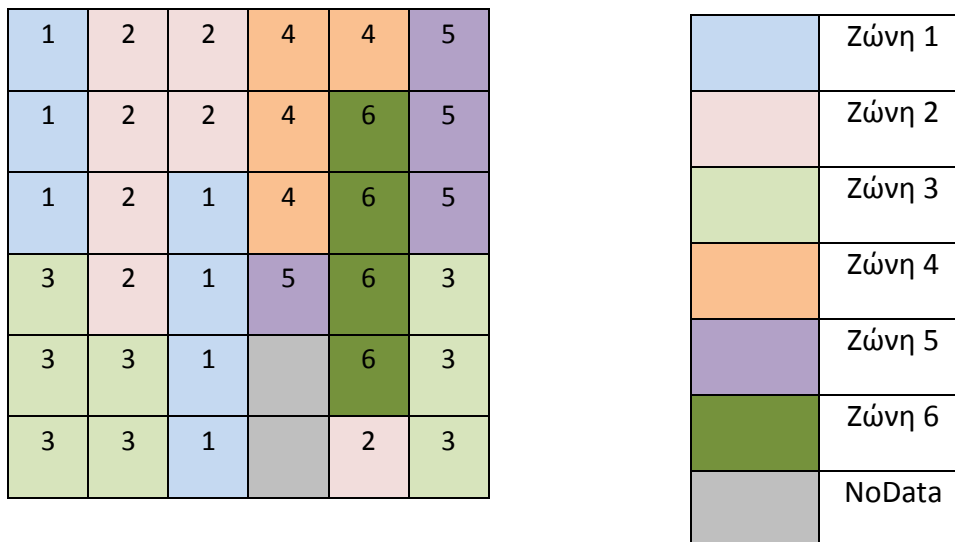 1 2 2 4 4 5
1 2 2 4 6 5
1 2 1 4 6 5
3 2 1 5 6 3
3 3 1 6 3
3 3 1 2 3
Ζώνη 1
Ζώνη 2
Ζώνη 3
Ζώνη 4
Ζώνη 5
Ζώνη 6
NoData